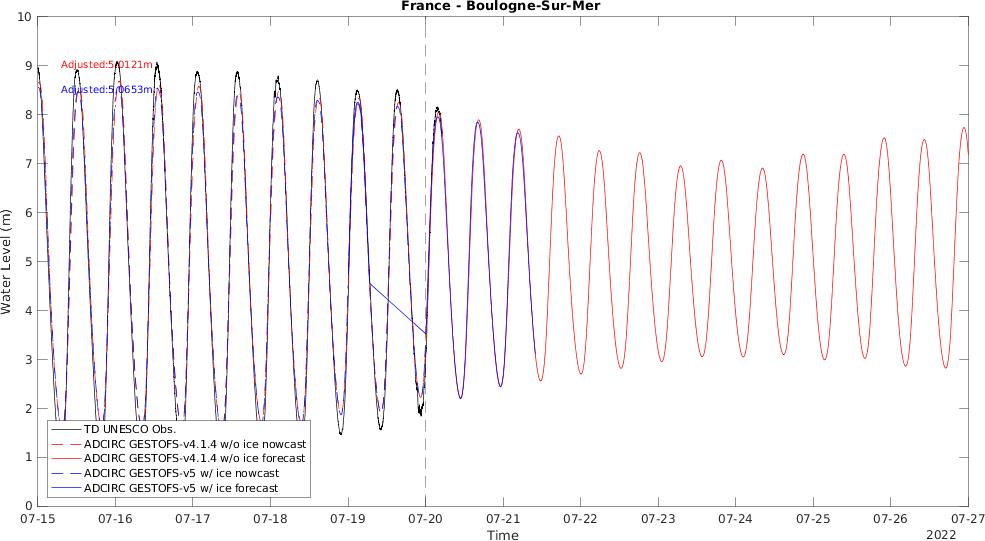 France - Boulogne-Sur-Mer
Water Level (m)
10
9
8
7
6
5
4
3
2
1
0
Adjusted:5.0121m
Adjusted:5.0653m
TD UNESCO Obs.
ADCIRC GESTOFS-v4.1.4 w/o ice nowcast
ADCIRC GESTOFS-v4.1.4 w/o ice forecast
ADCIRC GESTOFS-v5 w/ ice nowcast
ADCIRC GESTOFS-v5 w/ ice forecast
07-15 07-16 07-17 07-18 07-19 07-20 07-21 07-22 07-23 07-24 07-25 07-26 07-27
Time
2022